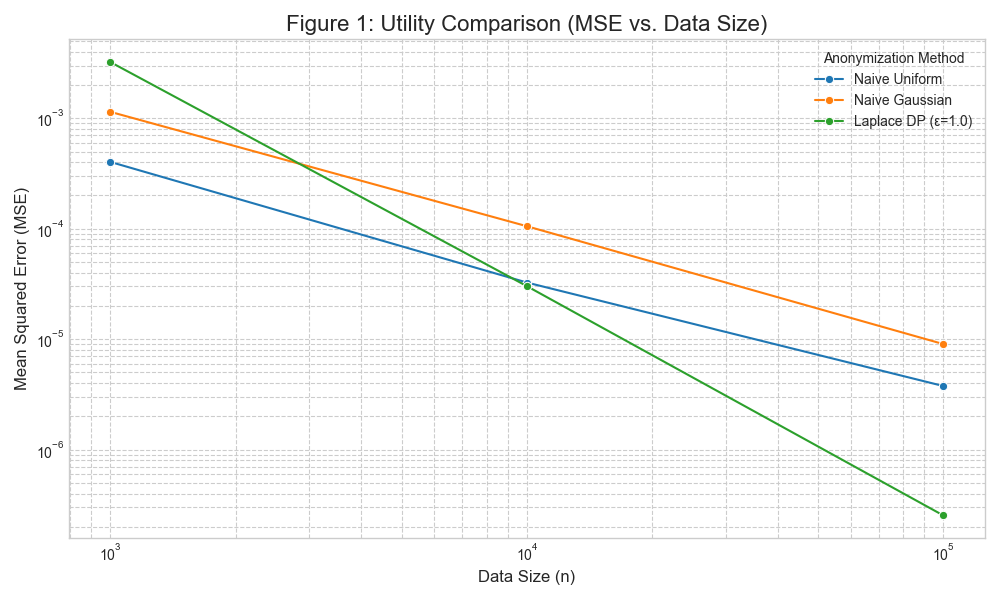 Figure 1: Utility Comparison (MSE vs. Data Size)
Anonymization Method
Naive Uniform
Naive Gaussian
Laplace DP (ε=1.0)
Mean Squared Error (MSE)
10⁻³
10⁻⁴
10⁻⁵
10⁻⁶
10³
10⁴
10⁵
Data Size (n)